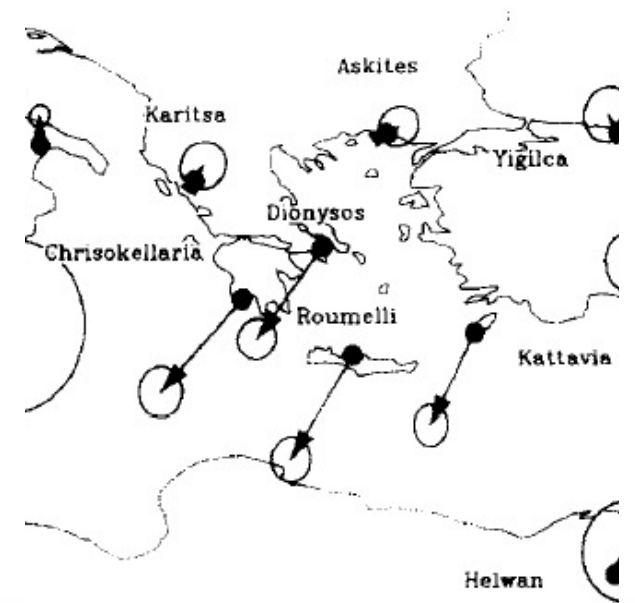 Askites
Karitsa
Yigilca
Dionysos
Chrisokellaria
Roumelli
Kattavia
Helwan